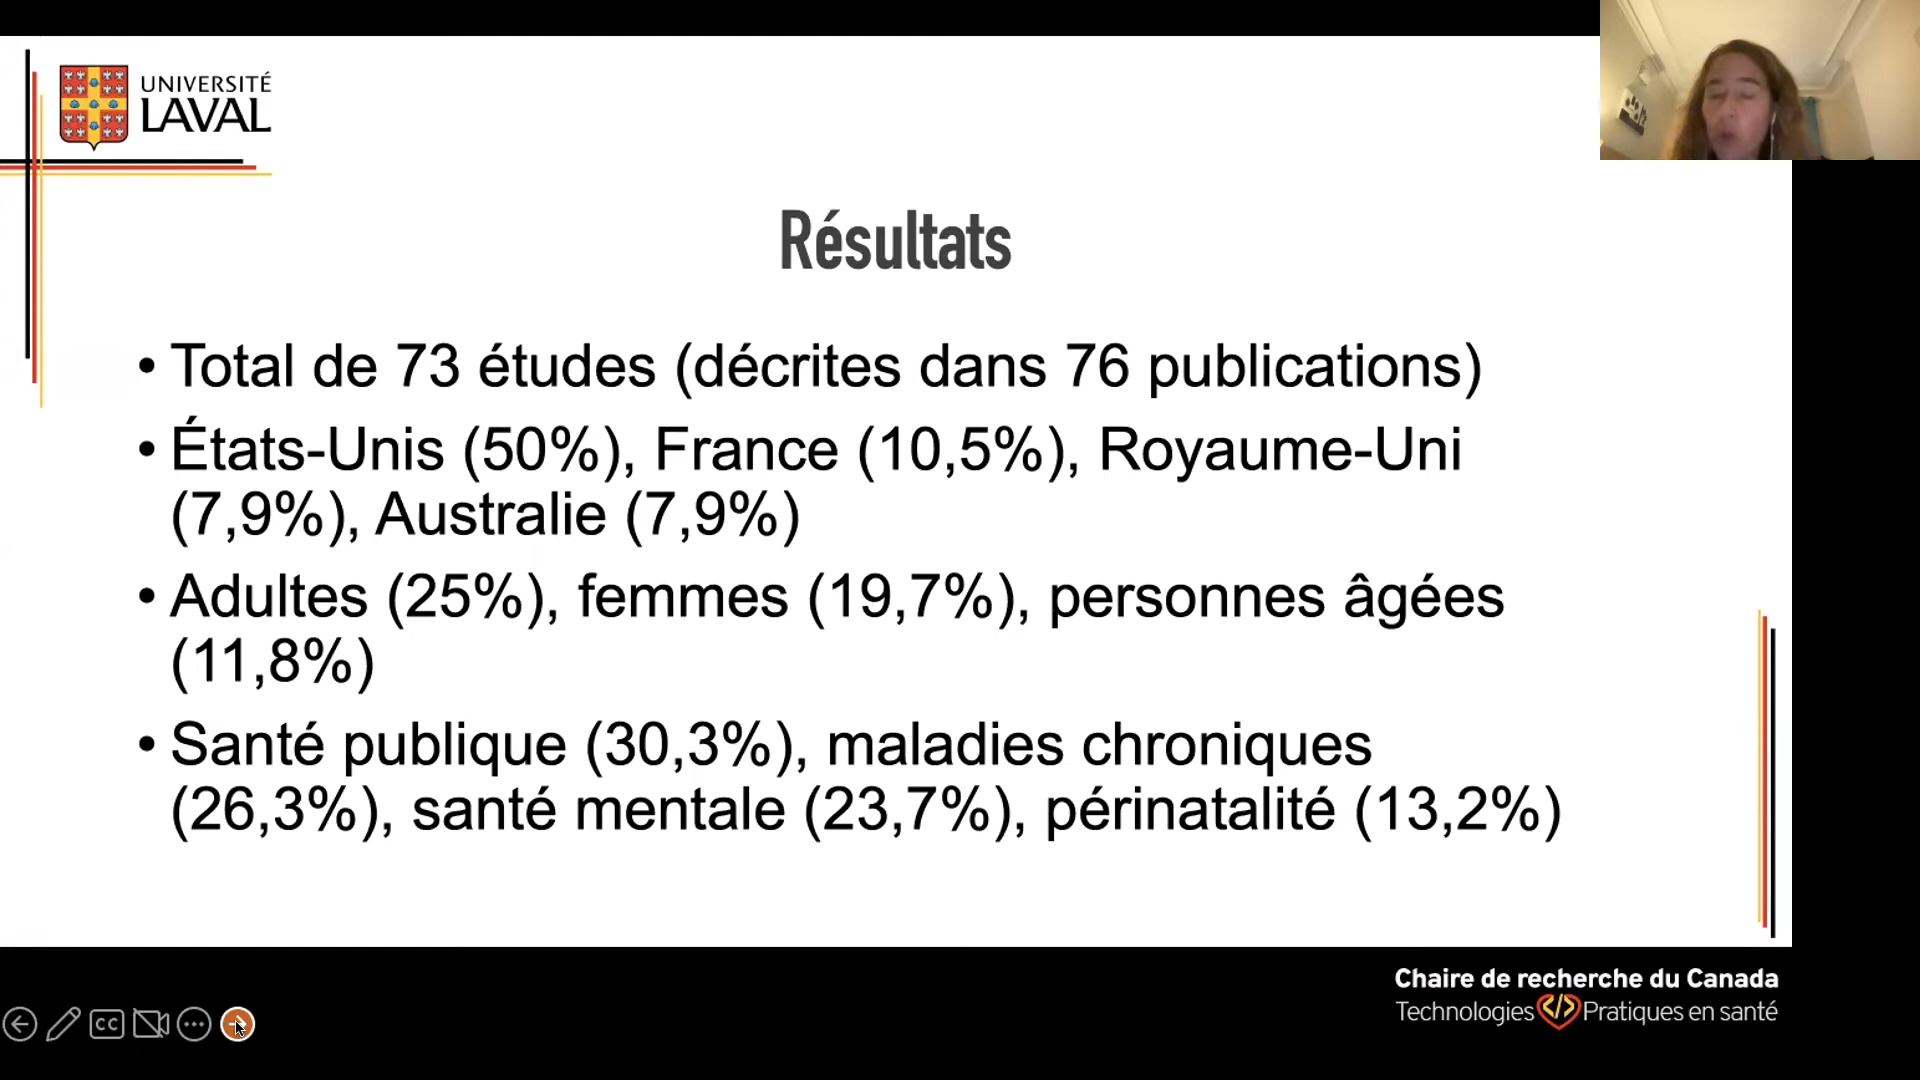 UNIVERSITÉ
LAVAL
Résultats
• Total de 73 études (décrites dans 76 publications)
• États-Unis (50%), France (10,5%), Royaume-Uni
(7,9%), Australie (7,9%)
• Adultes (25%), femmes (19,7%), personnes âgées
(11,8%)
• Santé publique (30,3%), maladies chroniques
(26,3%), santé mentale (23,7%), périnatalité (13,2%)
Chaire de recherche du Canada
Technologies </> Pratiques en santé
CC